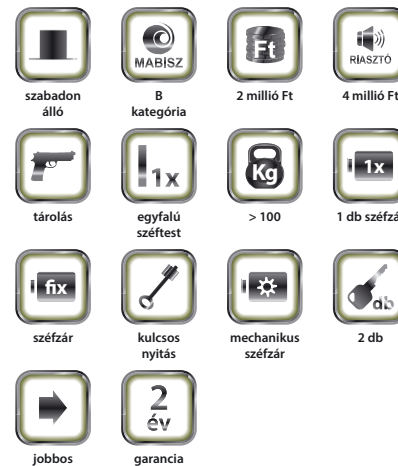 MABISZ
Ft
RIASZTÓ
szabadon
álló
B
kategória
2 millió Ft
4 millió Ft
1x
Kg
1x
tárolás
egyfalú
széftest
> 100
1 db széfzár
fix
db
széfzár
kulcsos
nyitás
mechanikus
széfzár
2 db
2
év
jobbos
garancia